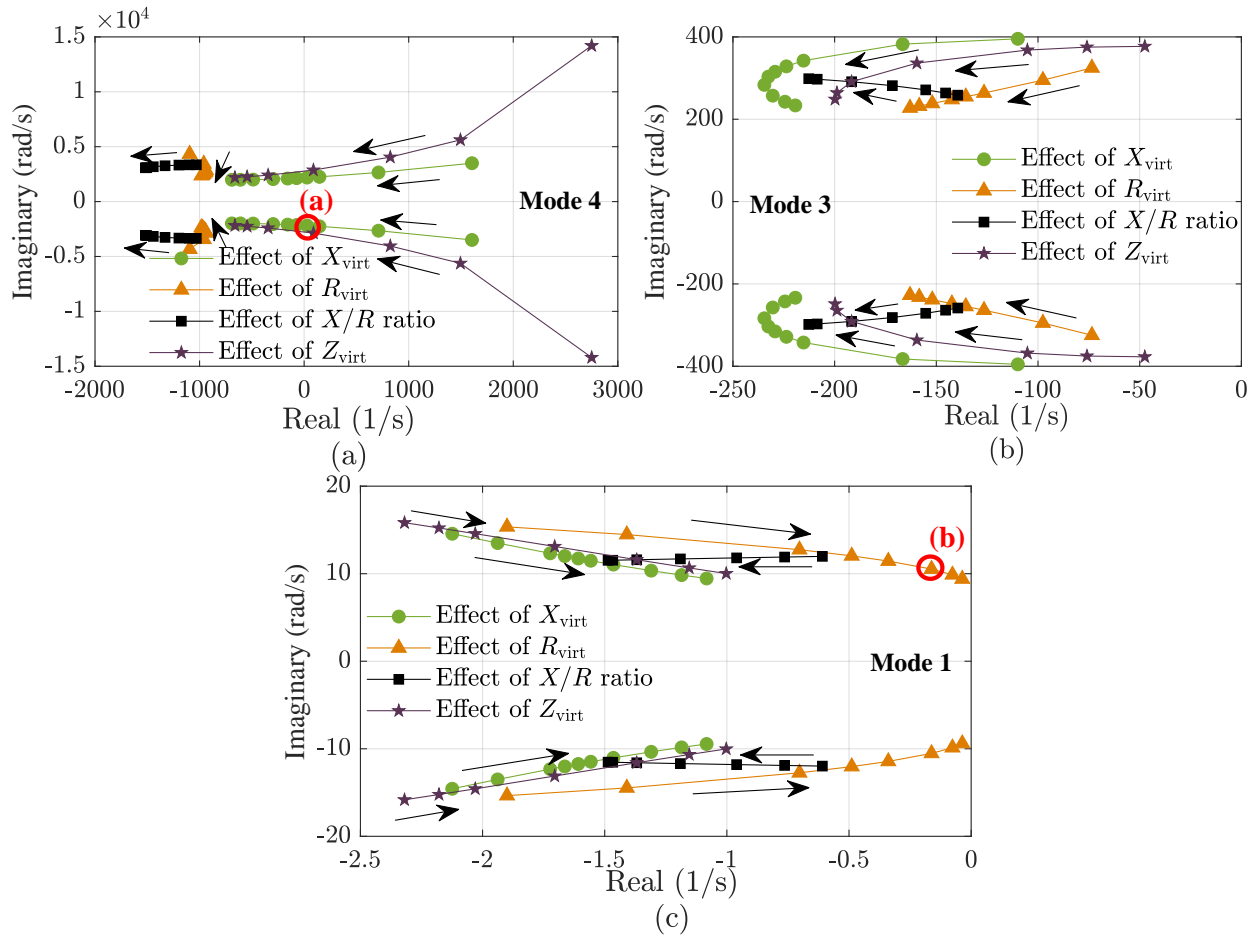 ×10⁴
1.5
1
0.5
0
-0.5
-1
-1.5
-2000
-1000
0
1000
2000
3000
Imaginary (rad/s)
Real (1/s)
(a)
Mode 4
(a)
Effect of X_virt
Effect of R_virt
Effect of X/R ratio
Effect of Z_virt
400
200
0
-200
-400
-250
-200
-150
-100
-50
0
Imaginary (rad/s)
Real (1/s)
(b)
Mode 3
Effect of X_virt
Effect of R_virt
Effect of X/R ratio
Effect of Z_virt
20
10
0
-10
-20
-2.5
-2
-1.5
-1
-0.5
0
Imaginary (rad/s)
Real (1/s)
(c)
(b)
Mode 1
Effect of X_virt
Effect of R_virt
Effect of X/R ratio
Effect of Z_virt